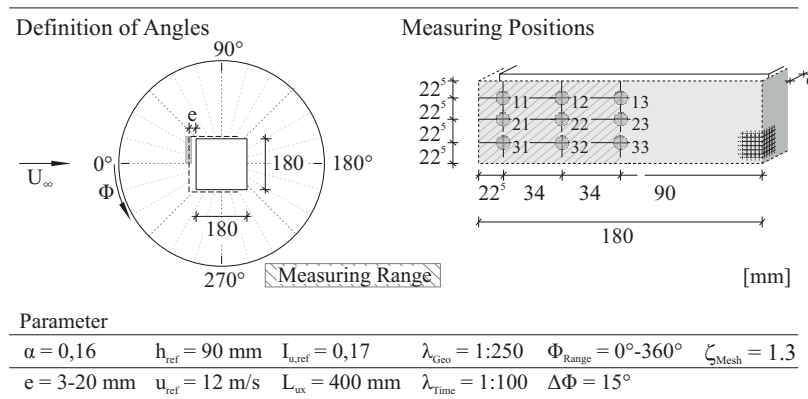 Definition of Angles
Measuring Positions
90°
e
0°
180
180°
U∞
Φ
180
270°
Measuring Range
22⁵
22⁵
22⁵
22⁵
11 12 13
21 22 23
31 32 33
22⁵ 34 34 90
180
[mm]
Parameter
α = 0,16 h_ref = 90 mm I_u,ref = 0,17 λ_Geo = 1:250 Φ_Range = 0°-360° ζ_Mesh = 1.3
e = 3-20 mm u_ref = 12 m/s L_ux = 400 mm λ_Time = 1:100 ΔΦ = 15°